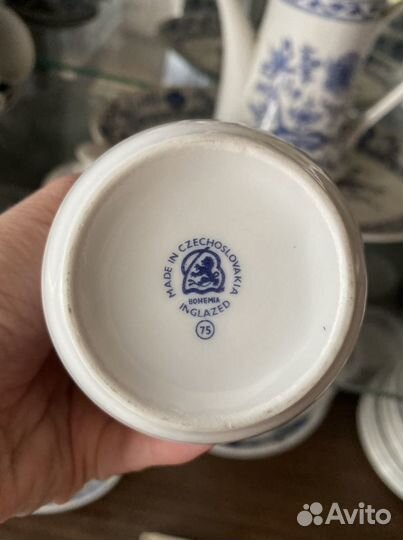 MADE IN CZECHOSLOVAKIA
BOHEMIA
INGLAZED
75
Avito